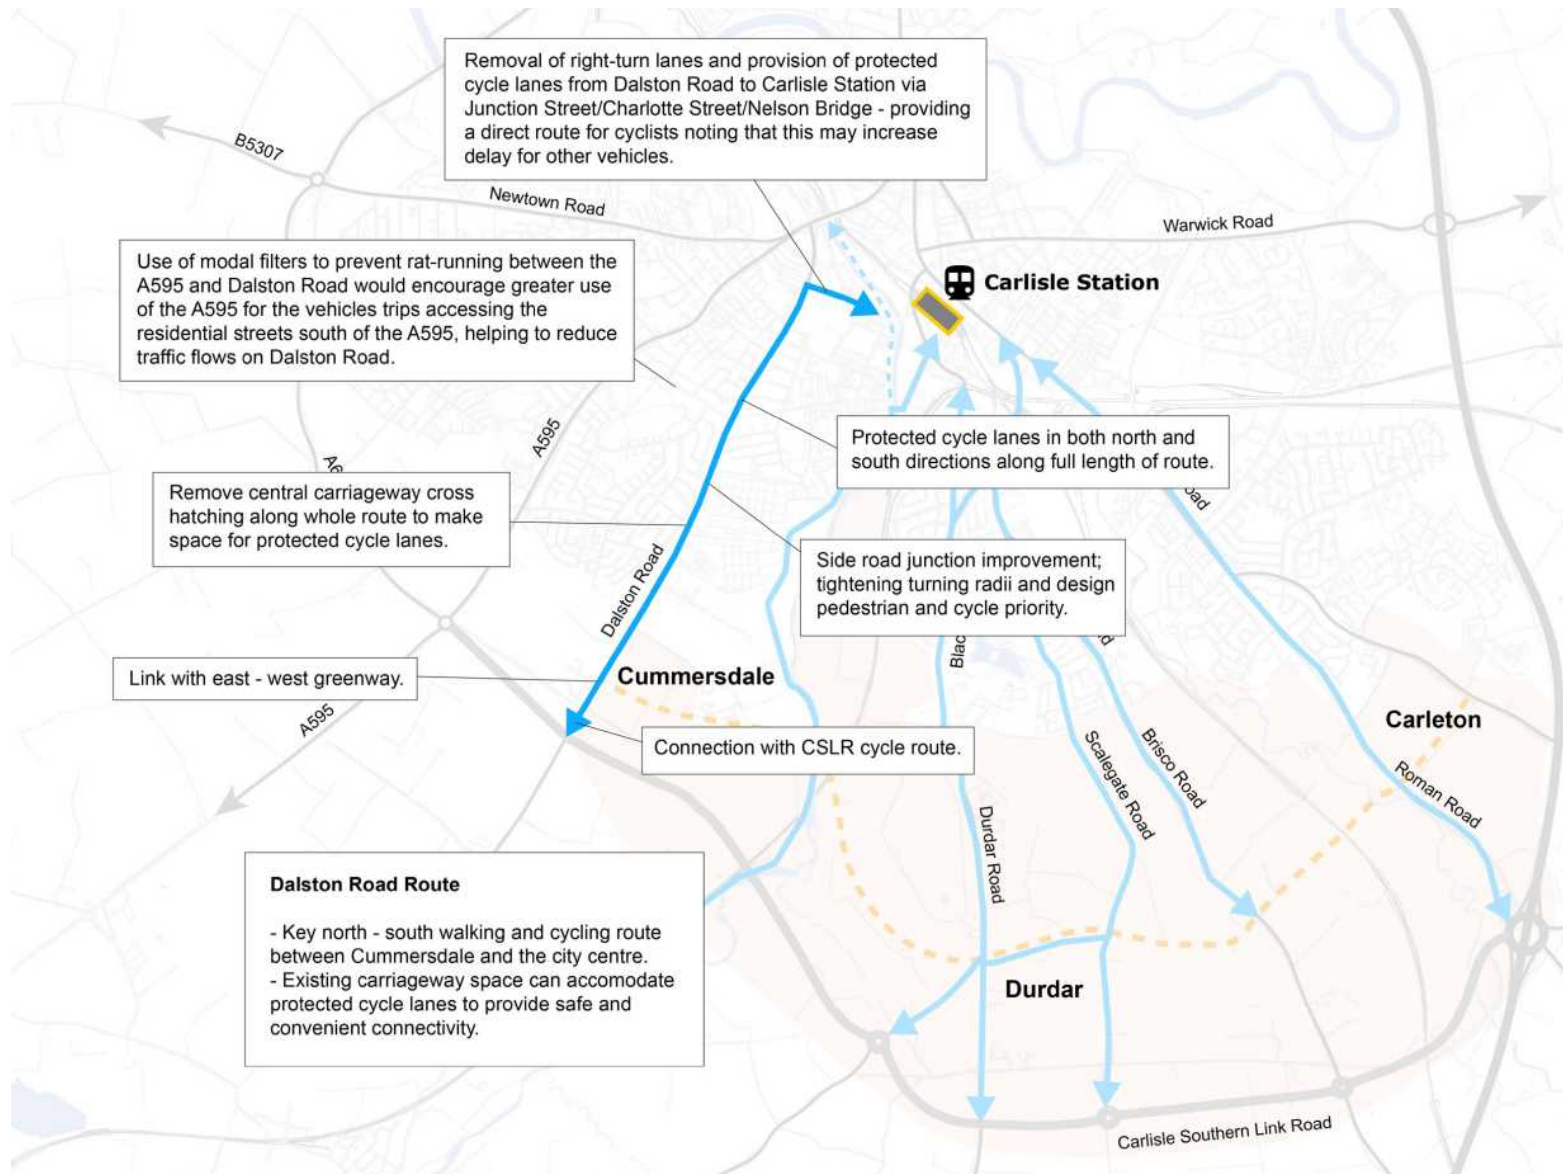 Removal of right-turn lanes and provision of protected
cycle lanes from Dalston Road to Carlisle Station via
Junction Street/Charlotte Street/Nelson Bridge - providing
a direct route for cyclists noting that this may increase
delay for other vehicles.
B5307
Newtown Road
Warwick Road
Use of modal filters to prevent rat-running between the
A595 and Dalston Road would encourage greater use
of the A595 for the vehicles trips accessing the
residential streets south of the A595, helping to reduce
traffic flows on Dalston Road.
Carlisle Station
A595
Protected cycle lanes in both north and
south directions along full length of route.
Remove central carriageway cross
hatching along whole route to make
space for protected cycle lanes.
Dalston Road
Side road junction improvement;
tightening turning radii and design
pedestrian and cycle priority.
Link with east - west greenway.
Cummersdale
A595
Connection with CSLR cycle route.
Carleton
Durdar Road
Scalegate Road
Brisco Road
Roman Road
Dalston Road Route
- Key north - south walking and cycling route
between Cummersdale and the city centre.
- Existing carriageway space can accomodate
protected cycle lanes to provide safe and
convenient connectivity.
Durdar
Carlisle Southern Link Road